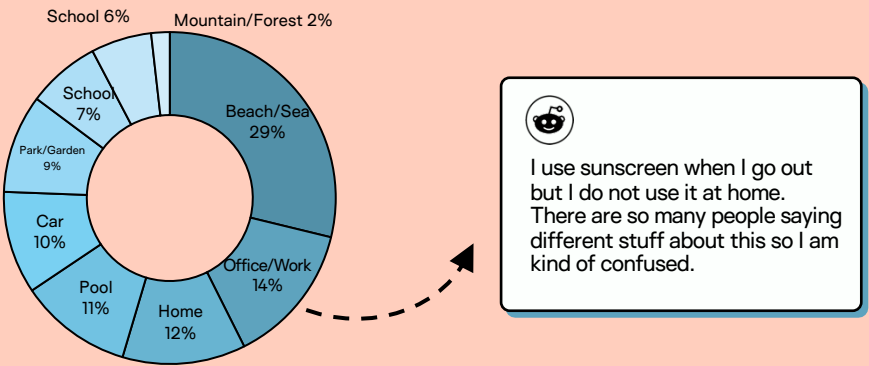 School 6%
Mountain/Forest 2%
School
7%
Beach/Sea
29%
Park/Garden
9%
Car
10%
Office/Work
14%
Pool
11%
Home
12%
I use sunscreen when I go out
but I do not use it at home.
There are so many people saying
different stuff about this so I am
kind of confused.